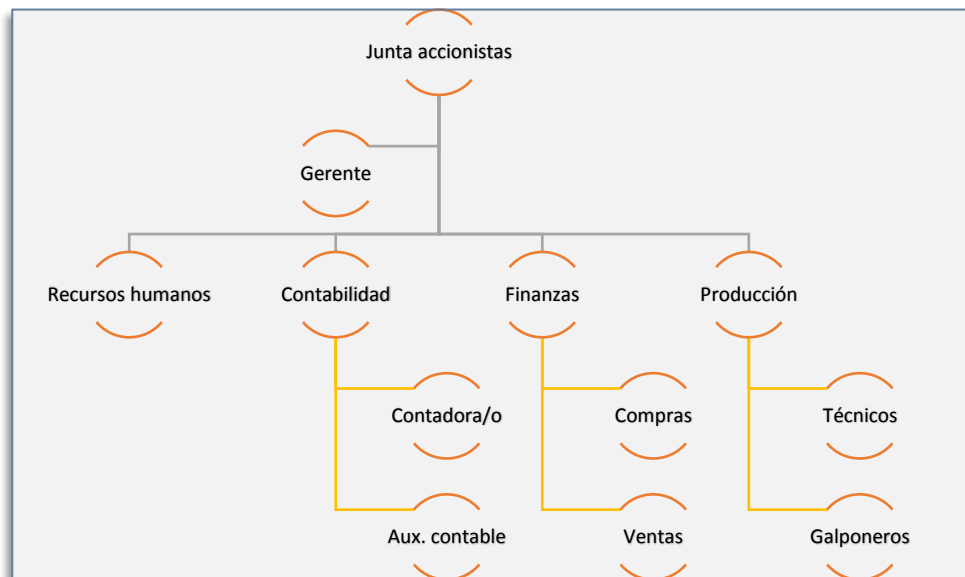 Junta accionistas
Gerente
Recursos humanos
Contabilidad
Finanzas
Producción
Contadora/o
Compras
Técnicos
Aux. contable
Ventas
Galponeros